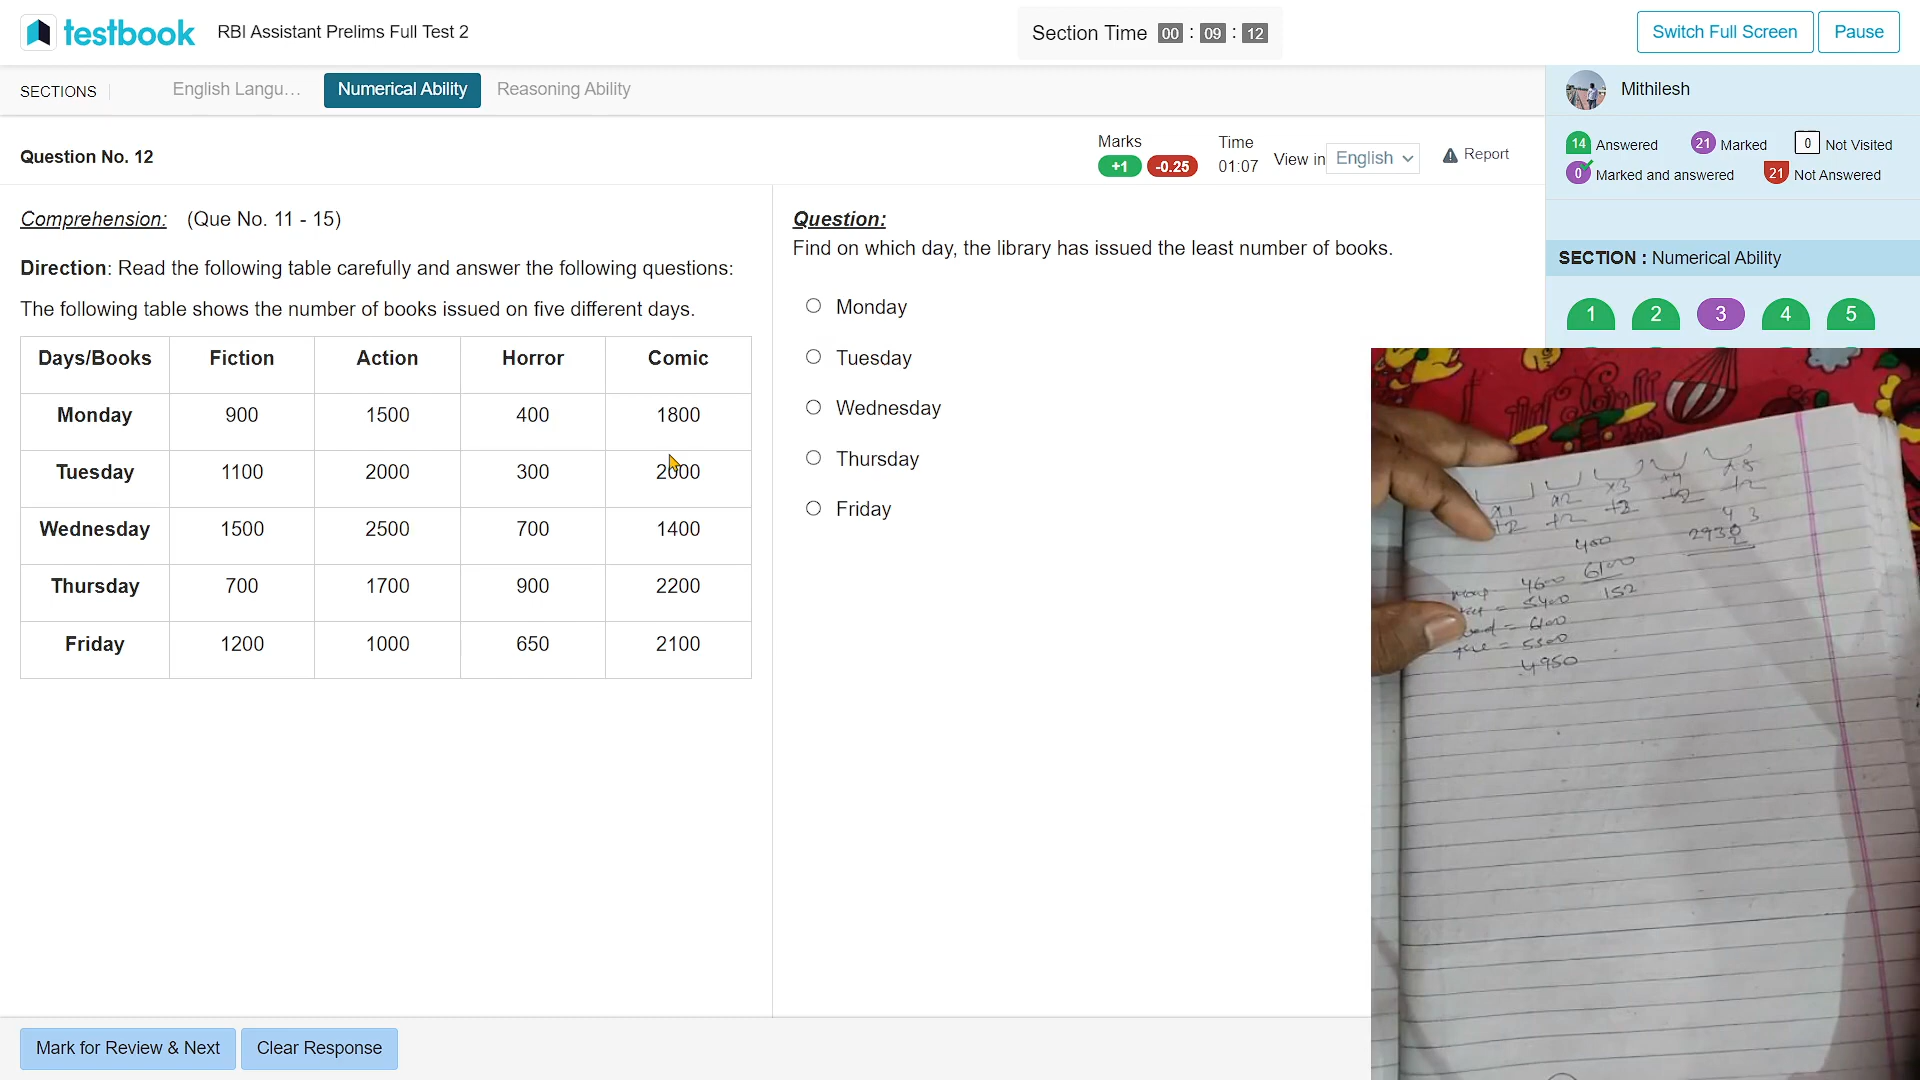 testbook RBI Assistant Prelims Full Test 2 Section Time 00 : 09 : 12 Switch Full Screen Pause
SECTIONS English Langu... Numerical Ability Reasoning Ability
Mithilesh
Question No. 12
Marks +1 -0.25
Time 01:07
View in English
Report
14 Answered 21 Marked 0 Not Visited
0 Marked and answered 21 Not Answered
SECTION : Numerical Ability
1 2 3 4 5
Comprehension: (Que No. 11 - 15)
Direction: Read the following table carefully and answer the following questions:
The following table shows the number of books issued on five different days.
Days/Books Fiction Action Horror Comic
Monday 900 1500 400 1800
Tuesday 1100 2000 300 2000
Wednesday 1500 2500 700 1400
Thursday 700 1700 900 2200
Friday 1200 1000 650 2100
Question:
Find on which day, the library has issued the least number of books.
Monday
Tuesday
Wednesday
Thursday
Friday
400
4600 6100
= 5400 152
= 6100
= 5500
4950
Mark for Review & Next Clear Response